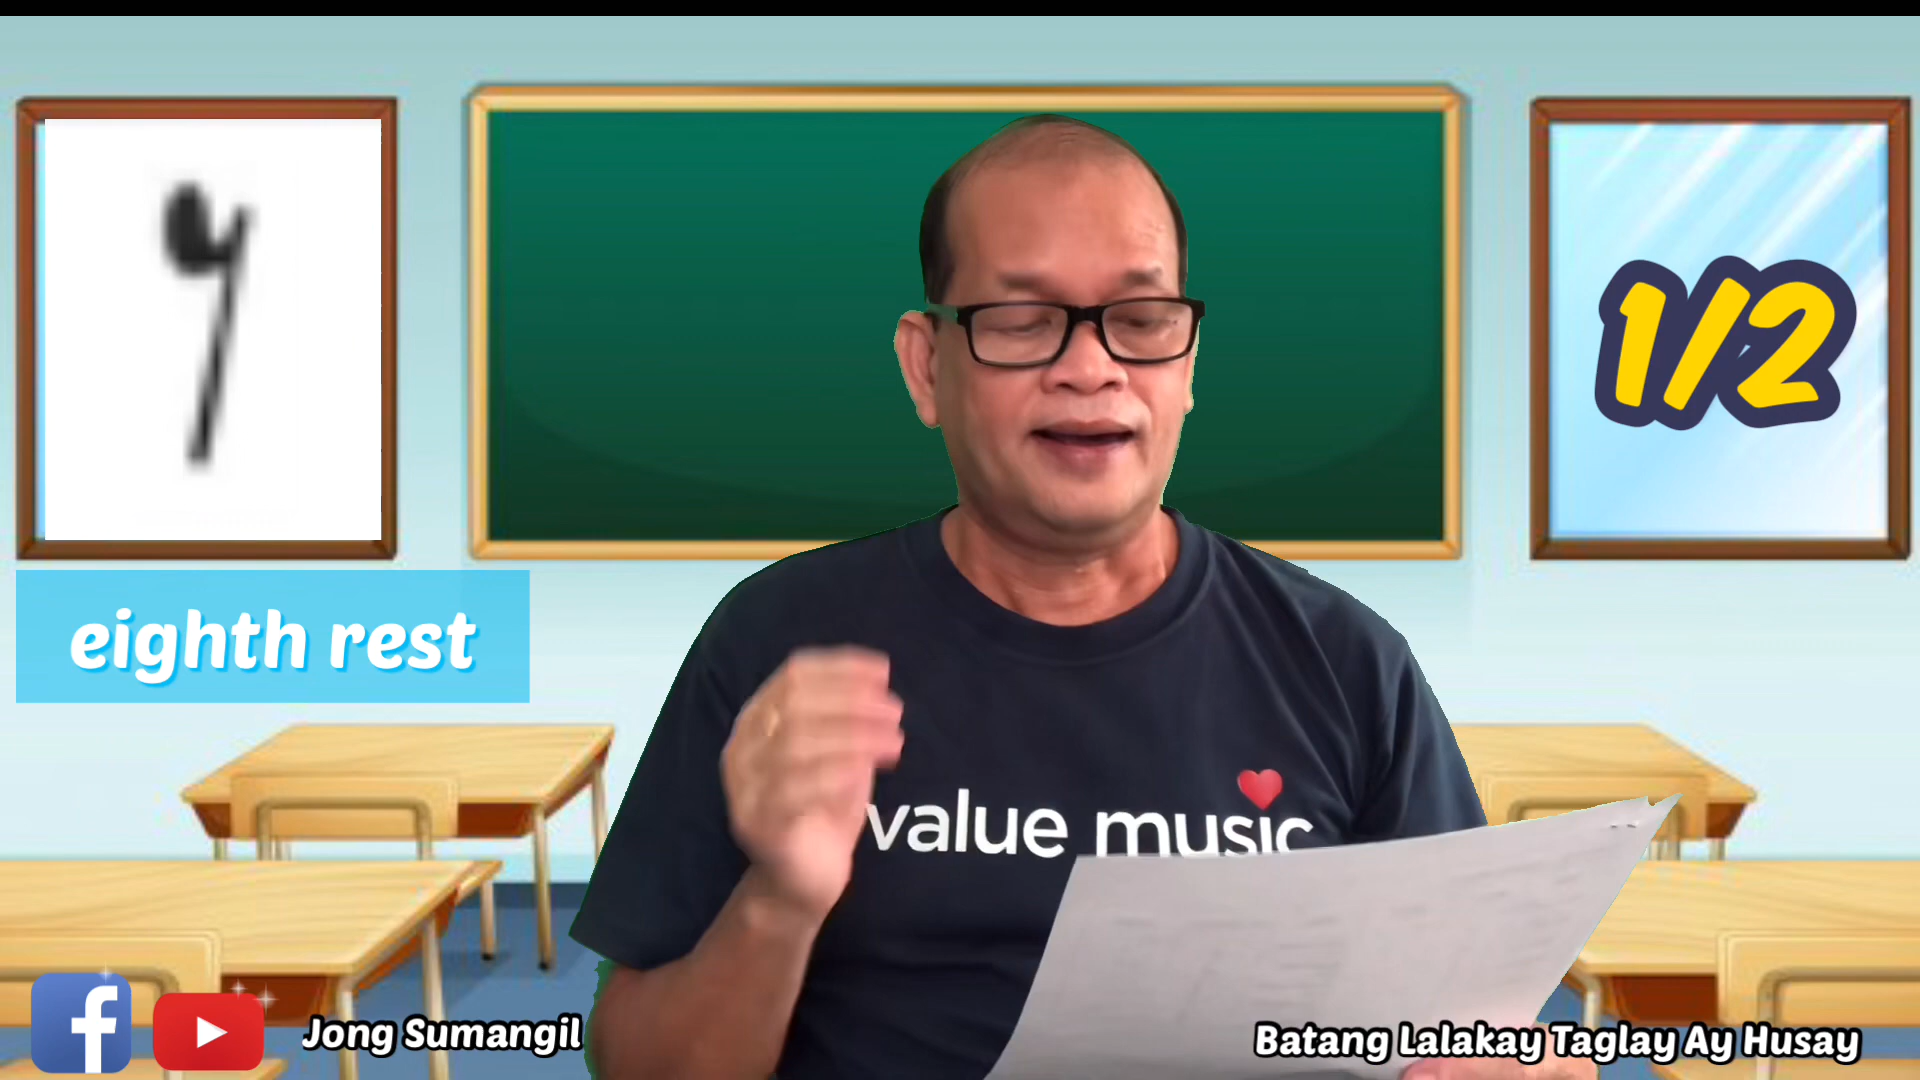 1/2
eighth rest
value music
f
Jong Sumangil
Batang Lalakay Taglay Ay Husay